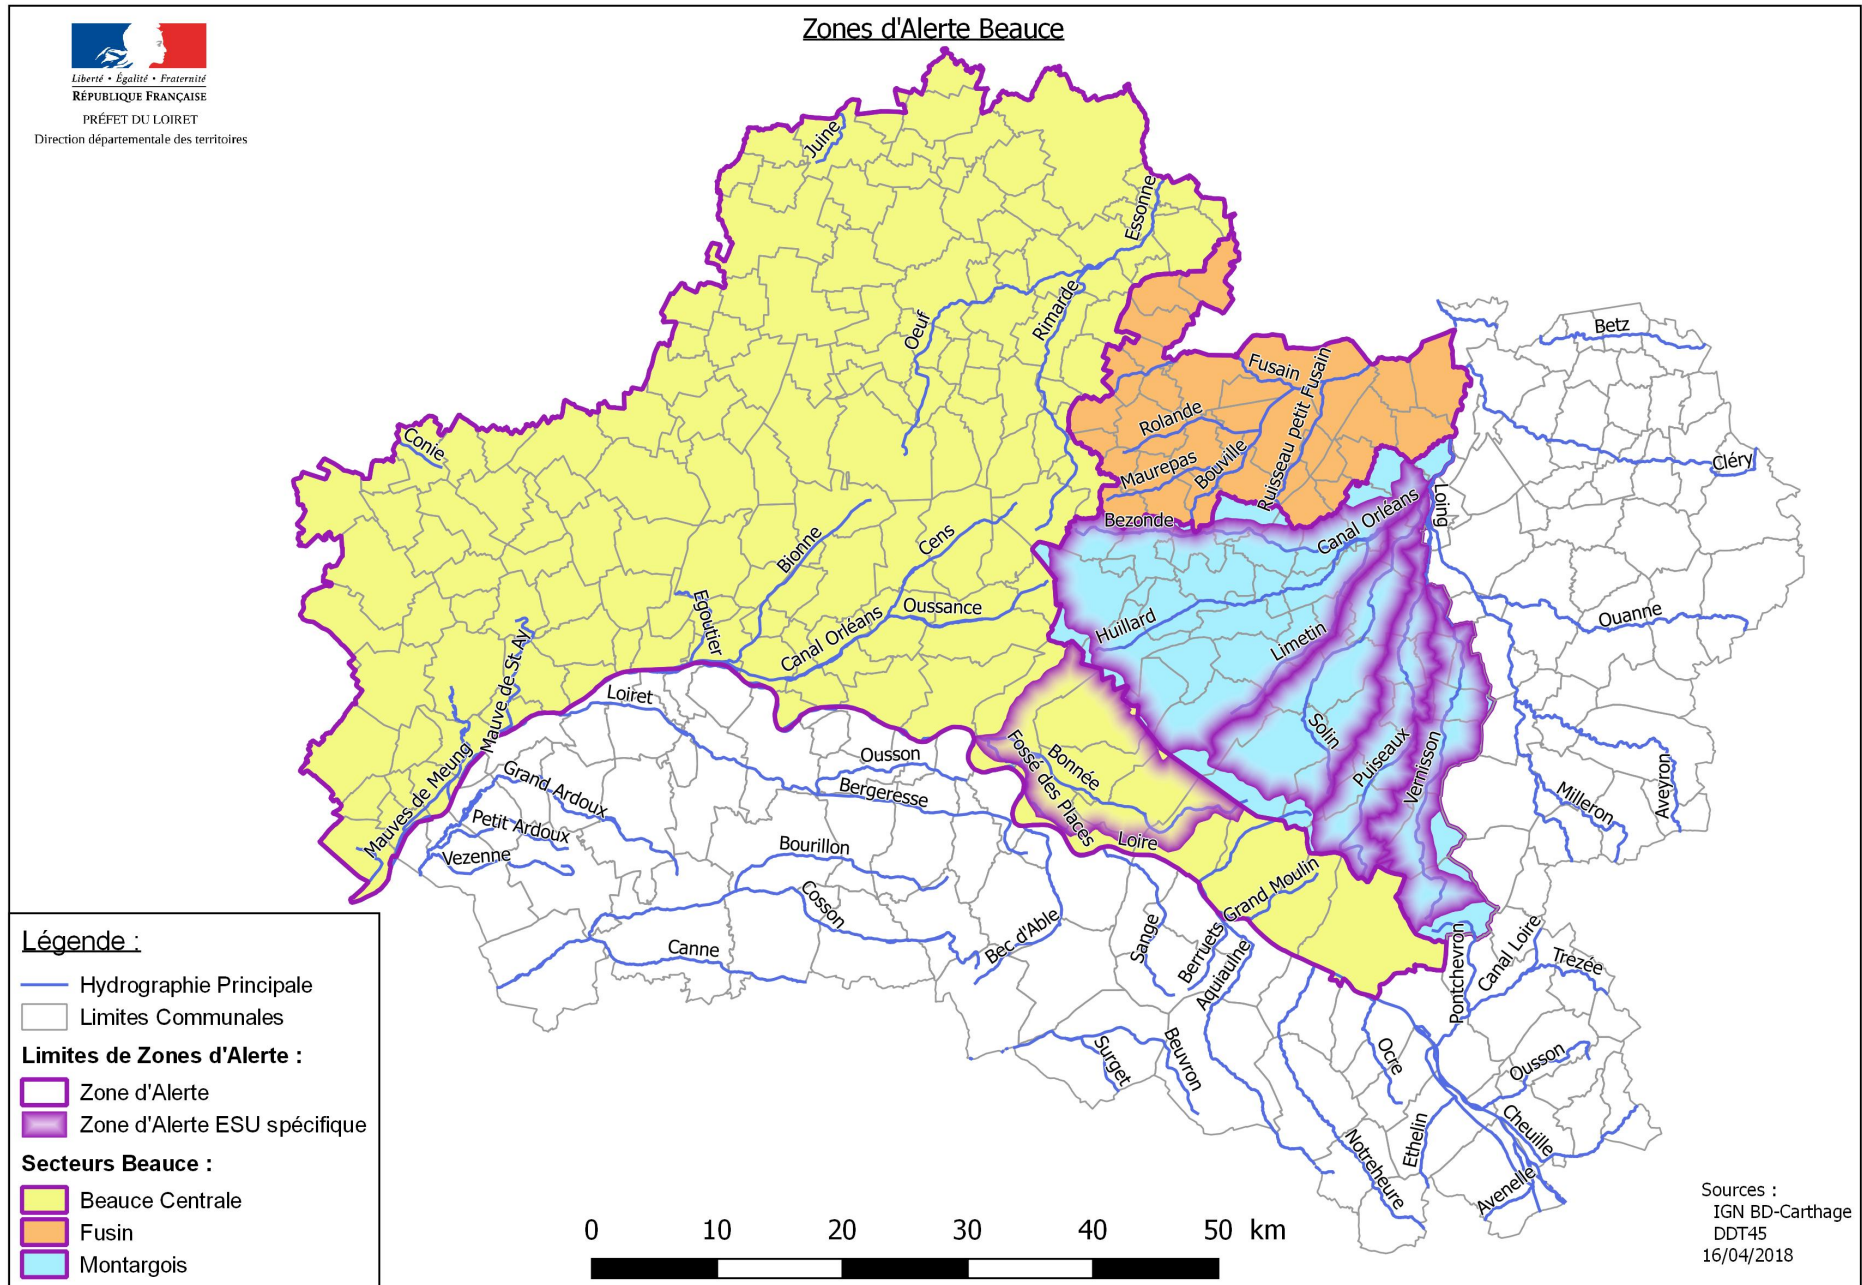 Zones d'Alerte Beauce
Liberté • Égalité • Fraternité
RÉPUBLIQUE FRANÇAISE
PRÉFET DU LOIRET
Direction départementale des territoires
Juine
Essonne
Oeuf
Rimarde
Betz
Fusain
Ruisseau petit Fusain
Rolande
Conie
Maurepas
Bouville
Cléry
Loing
Bezonde
Canal Orléans
Bionne
Cens
Egoutier
Oussance
Canal Orléans
Huillard
Limetin
Ouanne
Mauve de St Ay
Loiret
Solin
Puiseaux
Vernisson
Mauves de Meung
Fossé des Places
Bonnée
Ousson
Bergeresse
Grand Ardoux
Petit Ardoux
Vezenne
Milleron
Aveyron
Loire
Bourillon
Cosson
Grand Moulin
Canne
Bec d'Able
Sange
Berruets
Aquiaulne
Pontchevron
Canal Loire
Trezée
Surget
Beuvron
Ocre
Ousson
Notreheure
Ethelin
Cheuille
Avenelle
Légende :
Hydrographie Principale
Limites Communales
Limites de Zones d'Alerte :
Zone d'Alerte
Zone d'Alerte ESU spécifique
Secteurs Beauce :
Beauce Centrale
Fusin
Montargois
0 10 20 30 40 50 km
Sources :
IGN BD-Carthage
DDT45
16/04/2018